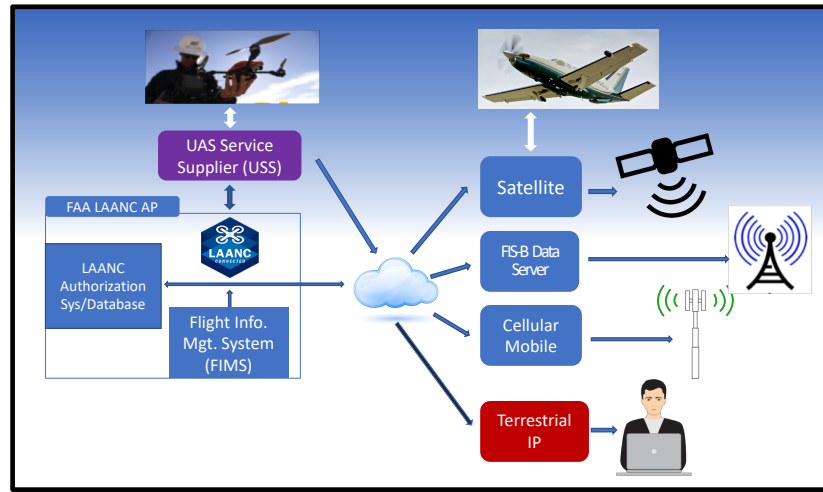 UAS Service
Supplier (USS)
FAA LAANC AP
LAANC
CONNECTED
LAANC
Authorization
Sys/Database
Flight Info.
Mgt. System
(FIMS)
Satellite
FIS-B Data
Server
Cellular
Mobile
Terrestrial
IP